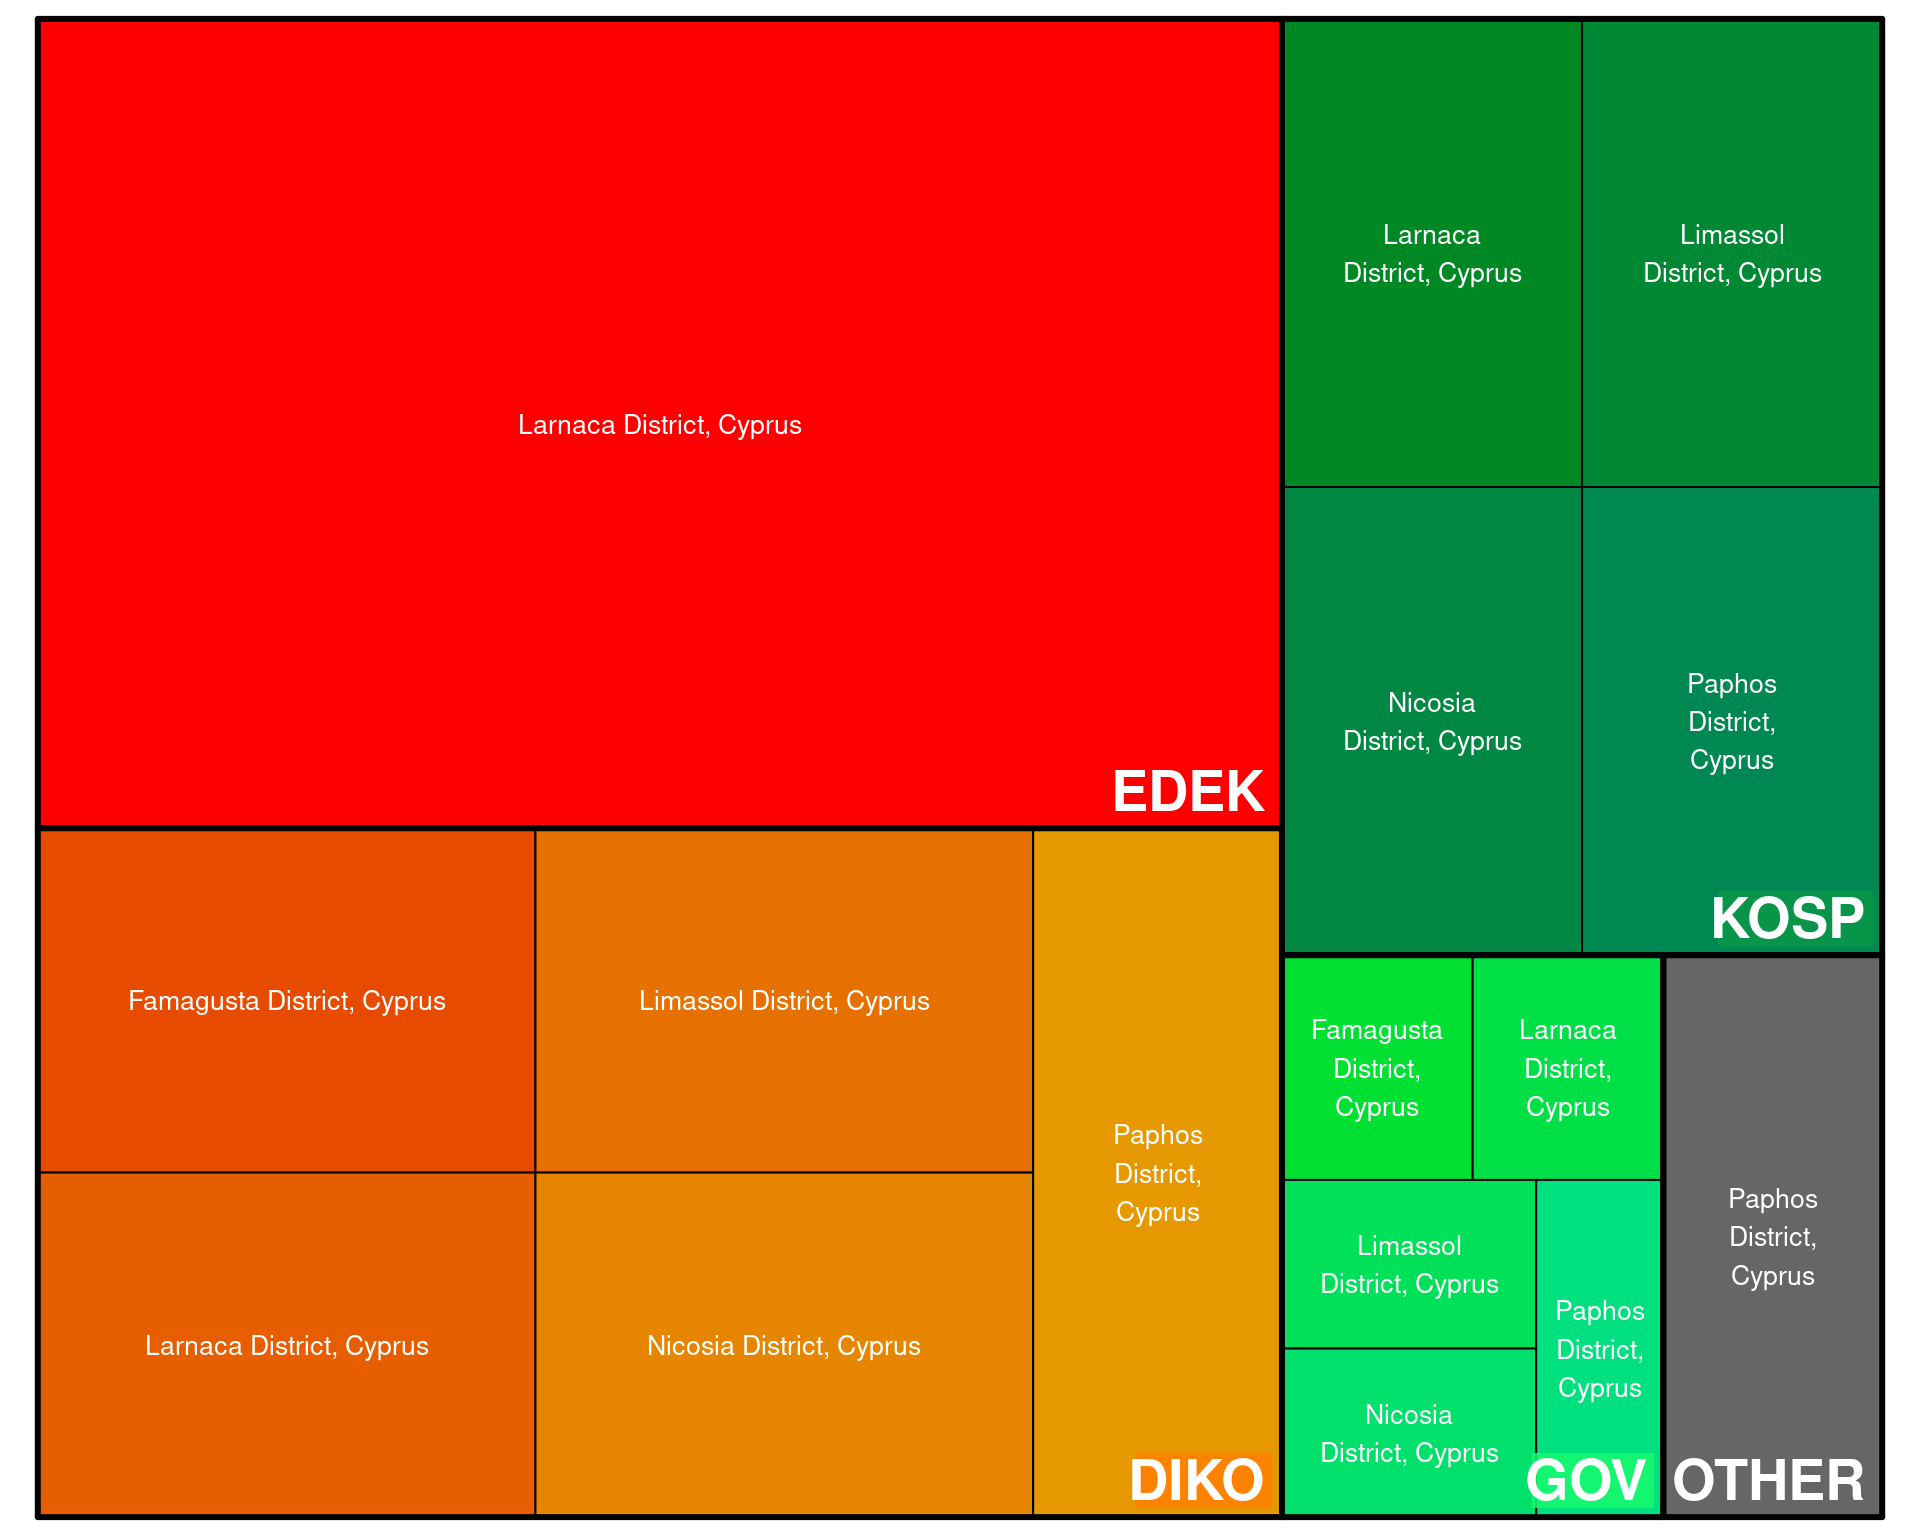 Larnaca District, Cyprus
EDEK
Famagusta District, Cyprus
Limassol District, Cyprus
Larnaca District, Cyprus
Nicosia District, Cyprus
Paphos
District,
Cyprus
DIKO
Larnaca
District, Cyprus
Limassol
District, Cyprus
Nicosia
District, Cyprus
Paphos
District,
Cyprus
KOSP
Famagusta
District,
Cyprus
Larnaca
District,
Cyprus
Limassol
District, Cyprus
Nicosia
District, Cyprus
Paphos
District,
Cyprus
GOV
Paphos
District,
Cyprus
OTHER